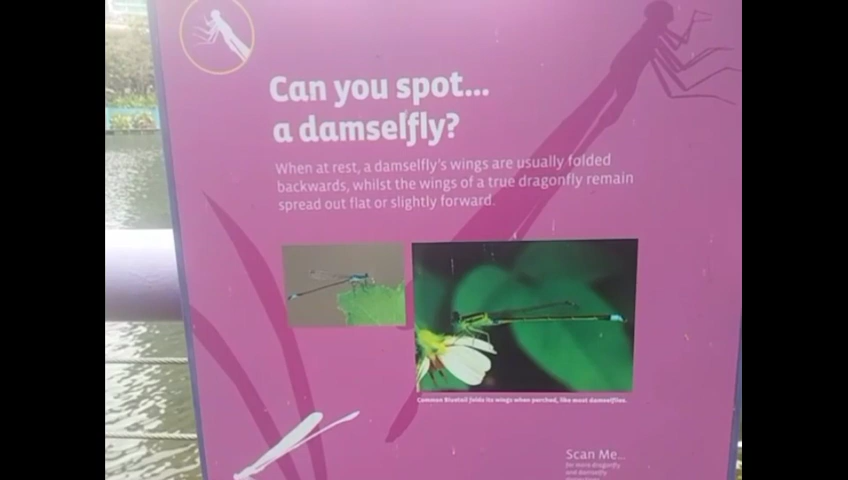 Can you spot...
a damselfly?
When at rest, a damselfly's wings are usually folded
backwards, whilst the wings of a true dragonfly remain
spread out flat or slightly forward.
Common Bluetail folds its wings when perched, like most damselflies.
Scan Me...
for more dragonfly
and damselfly